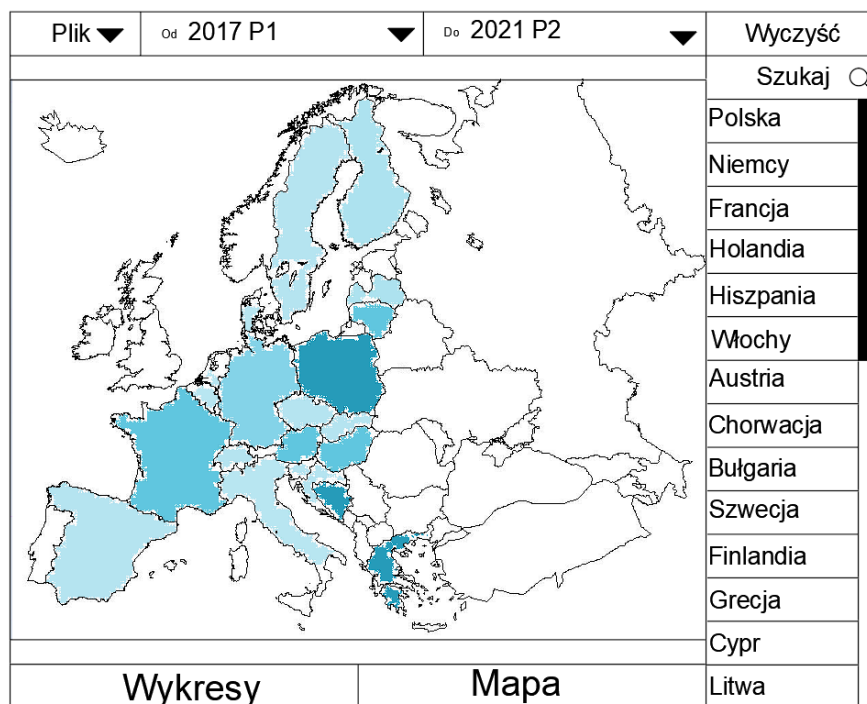 Plik Od 2017 P1 Do 2021 P2 Wyczyść
Szukaj
Polska
Niemcy
Francja
Holandia
Hiszpania
Włochy
Austria
Chorwacja
Bułgaria
Szwecja
Finlandia
Grecja
Cypr
Litwa
Wykresy Mapa